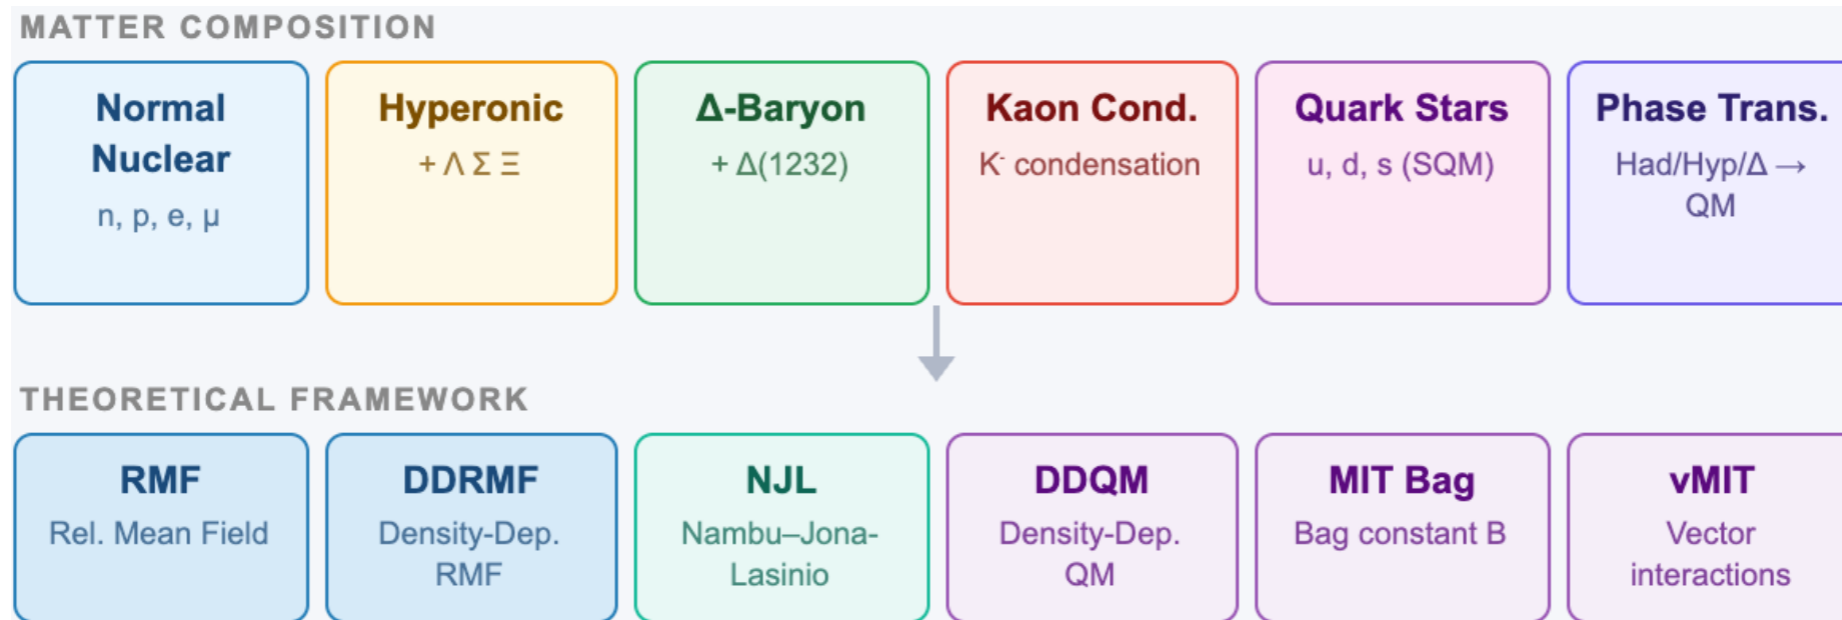 MATTER COMPOSITION
Normal
Nuclear
n, p, e, μ
Hyperonic
+ Λ Σ Ξ
Δ-Baryon
+ Δ(1232)
Kaon Cond.
K⁻ condensation
Quark Stars
u, d, s (SQM)
Phase Trans.
Had/Hyp/Δ →
QM
THEORETICAL FRAMEWORK
RMF
Rel. Mean Field
DDRMF
Density-Dep.
RMF
NJL
Nambu–Jona-
Lasinio
DDQM
Density-Dep.
QM
MIT Bag
Bag constant B
vMIT
Vector
interactions